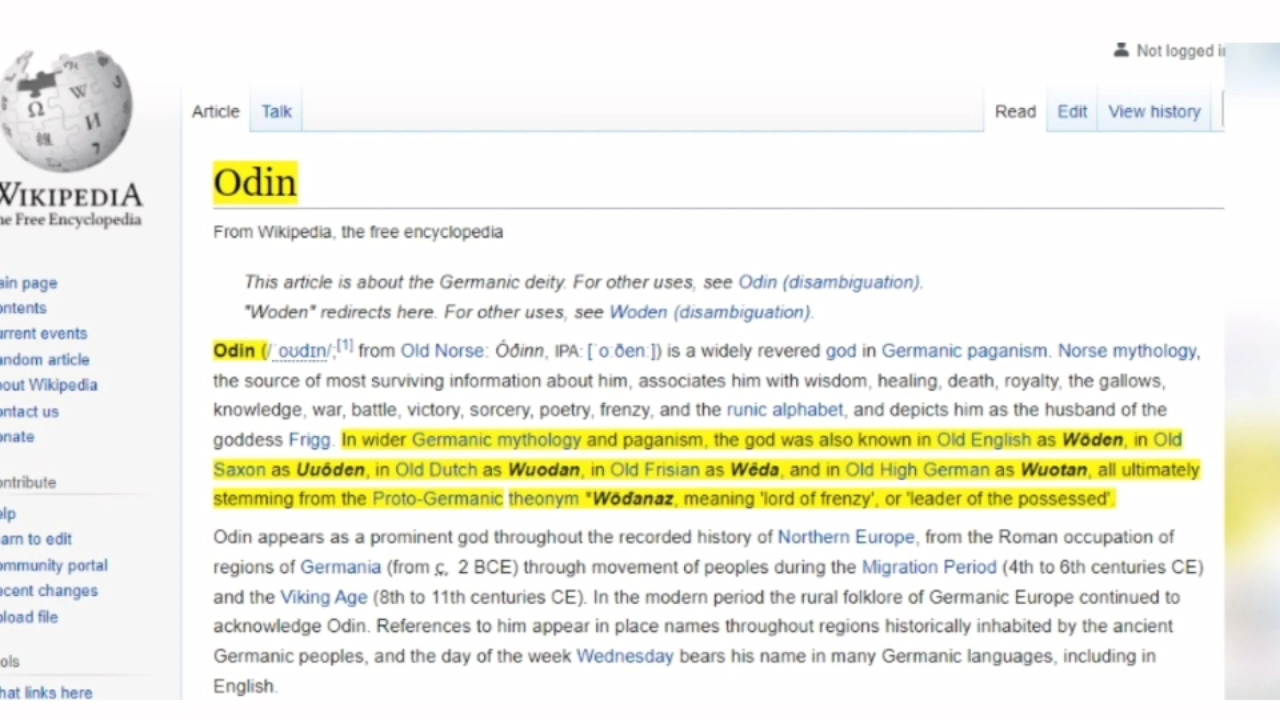 Not logged i
Article Talk Read Edit View history
WIKIPEDIA
he Free Encyclopedia
ain page
ontents
urrent events
andom article
bout Wikipedia
ontact us
onate
ontribute
elp
earn to edit
ommunity portal
ecent changes
pload file
ols
hat links here
Odin
From Wikipedia, the free encyclopedia
This article is about the Germanic deity. For other uses, see Odin (disambiguation).
"Woden" redirects here. For other uses, see Woden (disambiguation).
Odin (/ˈoʊdɪn/;[1] from Old Norse: Óðinn, IPA: [ˈoːðenː]) is a widely revered god in Germanic paganism. Norse mythology,
the source of most surviving information about him, associates him with wisdom, healing, death, royalty, the gallows,
knowledge, war, battle, victory, sorcery, poetry, frenzy, and the runic alphabet, and depicts him as the husband of the
goddess Frigg. In wider Germanic mythology and paganism, the god was also known in Old English as Wōden, in Old
Saxon as Uuôden, in Old Dutch as Wuodan, in Old Frisian as Wêda, and in Old High German as Wuotan, all ultimately
stemming from the Proto-Germanic theonym *Wōđanaz, meaning 'lord of frenzy', or 'leader of the possessed'.
Odin appears as a prominent god throughout the recorded history of Northern Europe, from the Roman occupation of
regions of Germania (from c. 2 BCE) through movement of peoples during the Migration Period (4th to 6th centuries CE)
and the Viking Age (8th to 11th centuries CE). In the modern period the rural folklore of Germanic Europe continued to
acknowledge Odin. References to him appear in place names throughout regions historically inhabited by the ancient
Germanic peoples, and the day of the week Wednesday bears his name in many Germanic languages, including in
English.